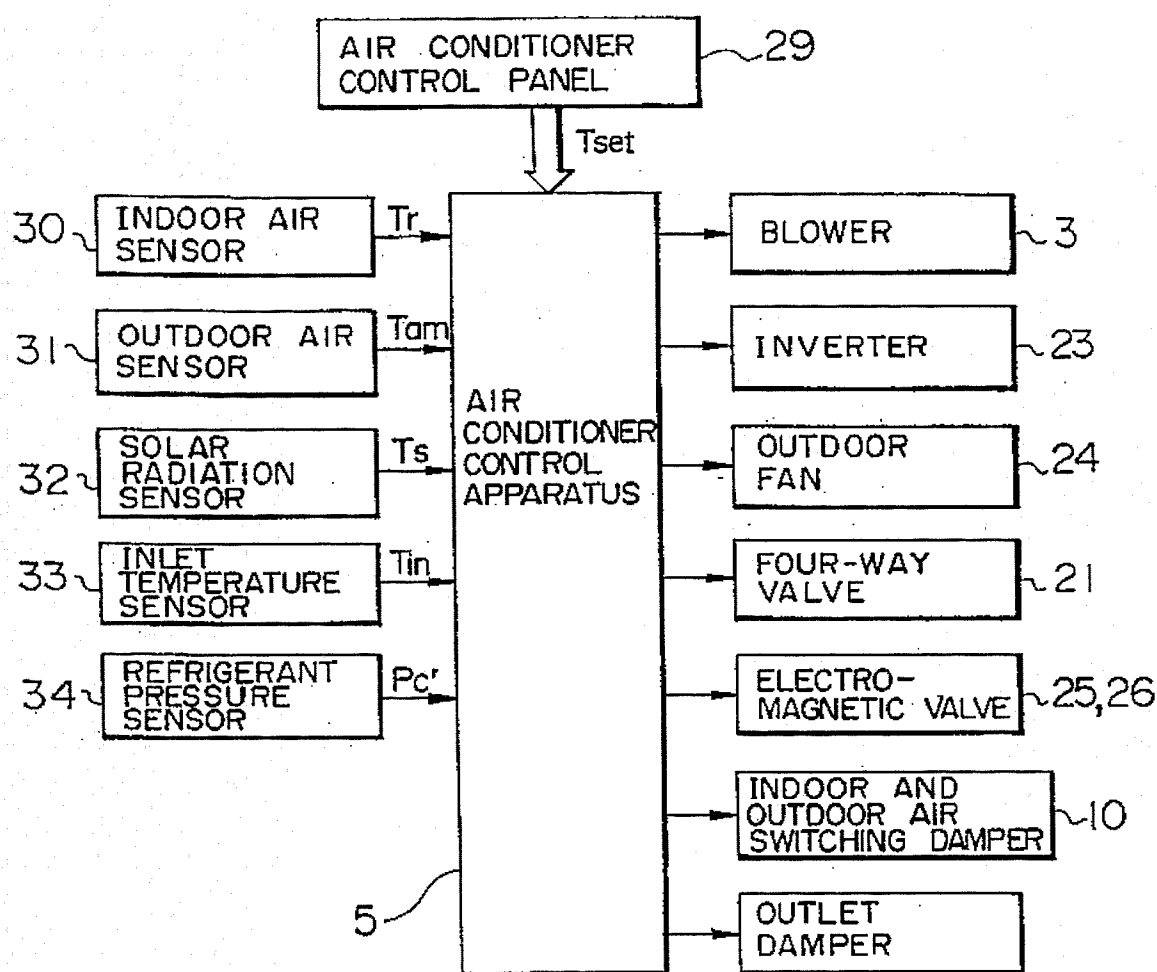 AIR CONDITIONER
CONTROL PANEL
29
Tset
30
INDOOR AIR
SENSOR
Tr
31
OUTDOOR AIR
SENSOR
Tam
32
SOLAR
RADIATION
SENSOR
Ts
33
INLET
TEMPERATURE
SENSOR
Tin
34
REFRIGERANT
PRESSURE
SENSOR
Pc'
AIR
CONDITIONER
CONTROL
APPARATUS
5
BLOWER
3
INVERTER
23
OUTDOOR
FAN
24
FOUR-WAY
VALVE
21
ELECTRO-
MAGNETIC VALVE
25,26
INDOOR AND
OUTDOOR AIR
SWITCHING DAMPER
10
OUTLET
DAMPER